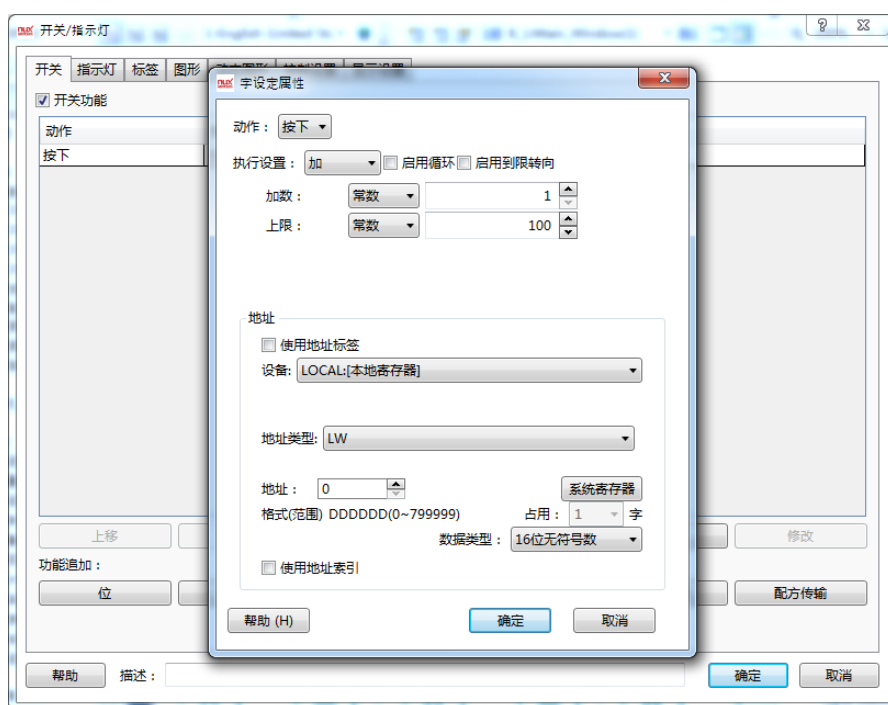 nux 开关/指示灯
开关 指示灯 标签 图形
开关功能
动作
按下
nux 字设定属性
动作： 按下
执行设置： 加 启用循环 启用到限转向
加数： 常数 1
上限： 常数 100
地址
使用地址标签
设备: LOCAL:[本地寄存器]
地址类型: LW
地址： 0 系统寄存器
格式(范围) DDDDDD(0~799999) 占用： 1 字
数据类型： 16位无符号数
使用地址索引
帮助 (H) 确定 取消
上移 修改
功能追加：
位 配方传输
帮助 描述： 确定 取消